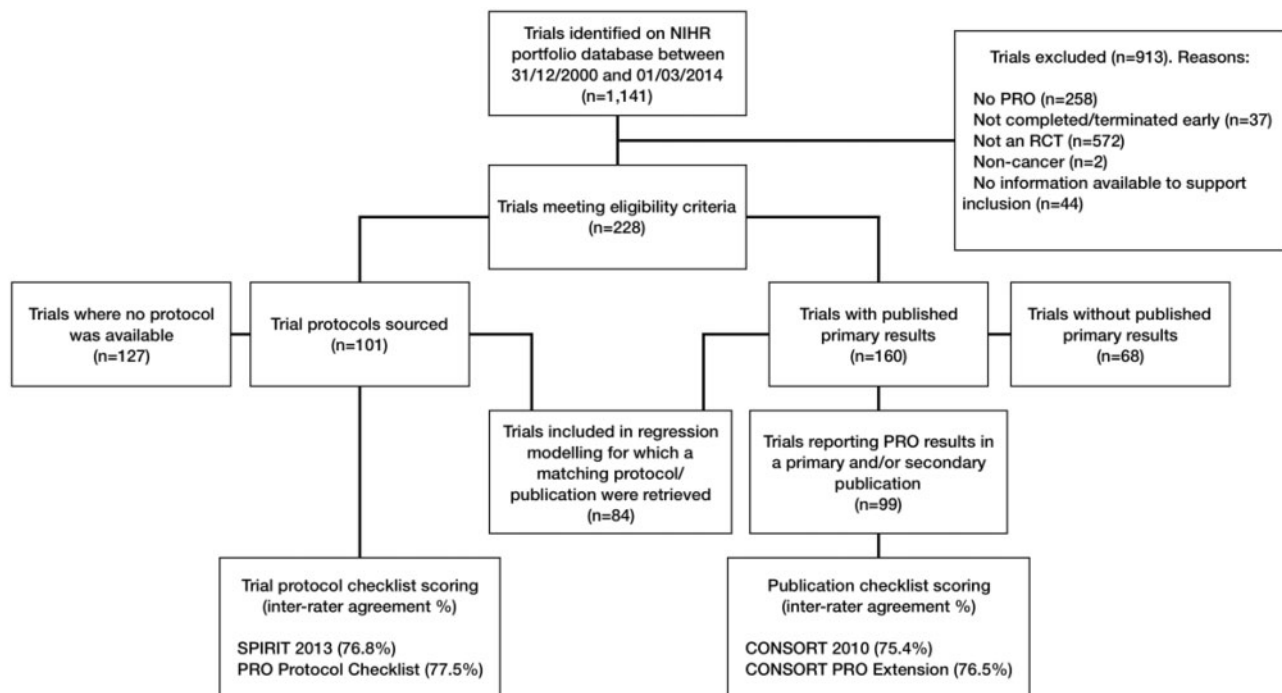 Trials identified on NIHR
portfolio database between
31/12/2000 and 01/03/2014
(n=1,141)
Trials excluded (n=913). Reasons:
No PRO (n=258)
Not completed/terminated early (n=37)
Not an RCT (n=572)
Non-cancer (n=2)
No information available to support
inclusion (n=44)
Trials meeting eligibility criteria
(n=228)
Trials where no protocol
was available
(n=127)
Trial protocols sourced
(n=101)
Trials with published
primary results
(n=160)
Trials without published
primary results
(n=68)
Trials included in regression
modelling for which a
matching protocol/
publication were retrieved
(n=84)
Trials reporting PRO results in
a primary and/or secondary
publication
(n=99)
Trial protocol checklist scoring
(inter-rater agreement %)
SPIRIT 2013 (76.8%)
PRO Protocol Checklist (77.5%)
Publication checklist scoring
(inter-rater agreement %)
CONSORT 2010 (75.4%)
CONSORT PRO Extension (76.5%)